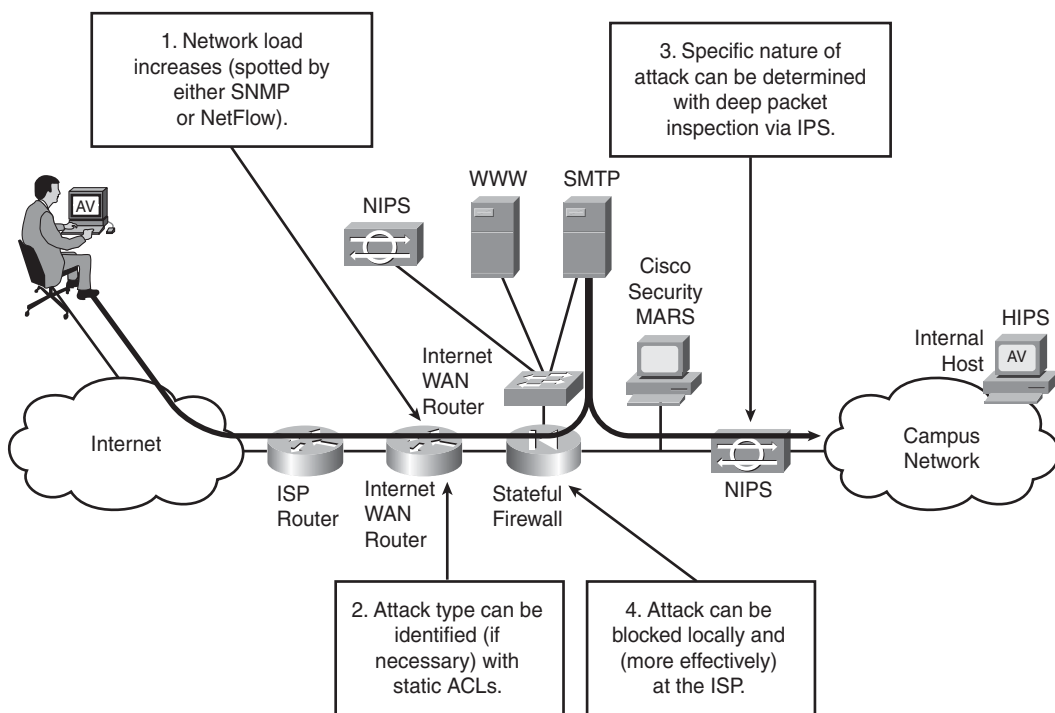 1. Network load
increases (spotted by
either SNMP
or NetFlow).
3. Specific nature of
attack can be determined
with deep packet
inspection via IPS.
AV
NIPS
WWW
SMTP
Cisco
Security
MARS
Internet
WAN
Router
Internal
Host
HIPS
AV
Internet
ISP
Router
Internet
WAN
Router
Stateful
Firewall
NIPS
Campus
Network
2. Attack type can be
identified (if
necessary) with
static ACLs.
4. Attack can be
blocked locally and
(more effectively)
at the ISP.